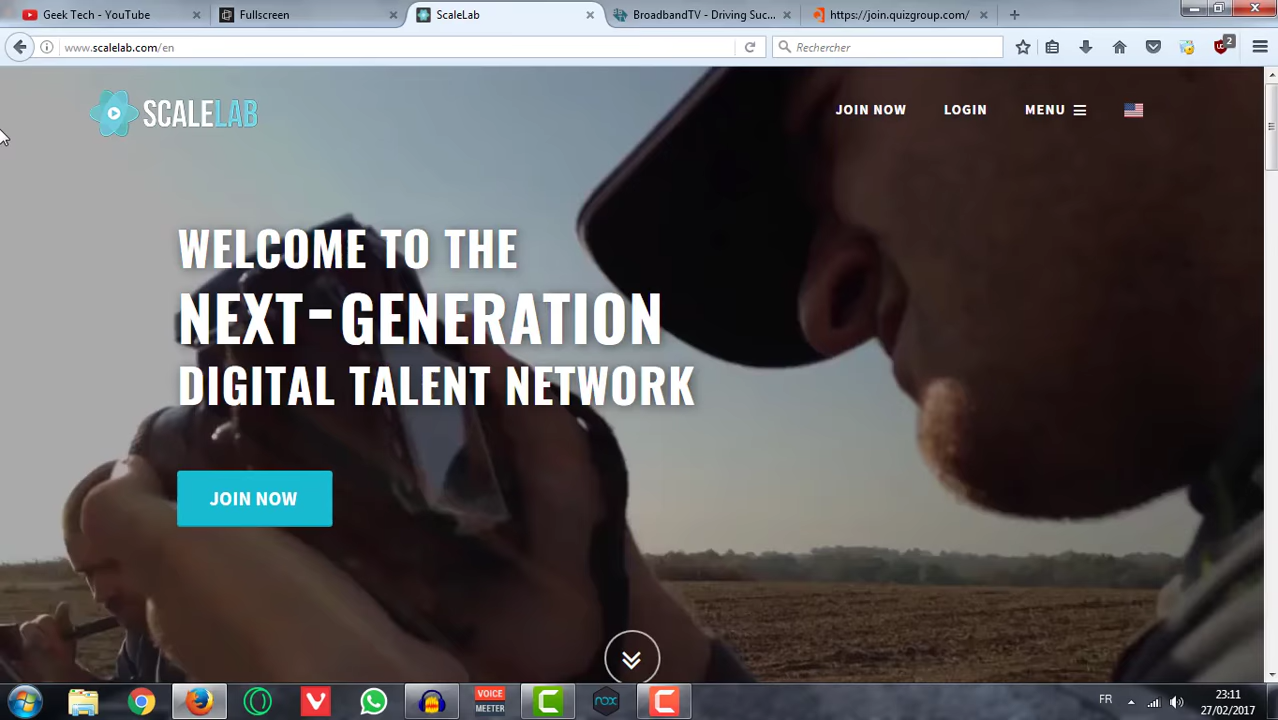 Geek Tech - YouTube
Fullscreen
ScaleLab
BroadbandTV - Driving Suc...
https://join.quizgroup.com/
www.scalelab.com/en
Rechercher
2
SCALELAB
JOIN NOW
LOGIN
MENU
WELCOME TO THE
NEXT-GENERATION
DIGITAL TALENT NETWORK
JOIN NOW
VOICE
MEETER
nox
FR
23:11
27/02/2017